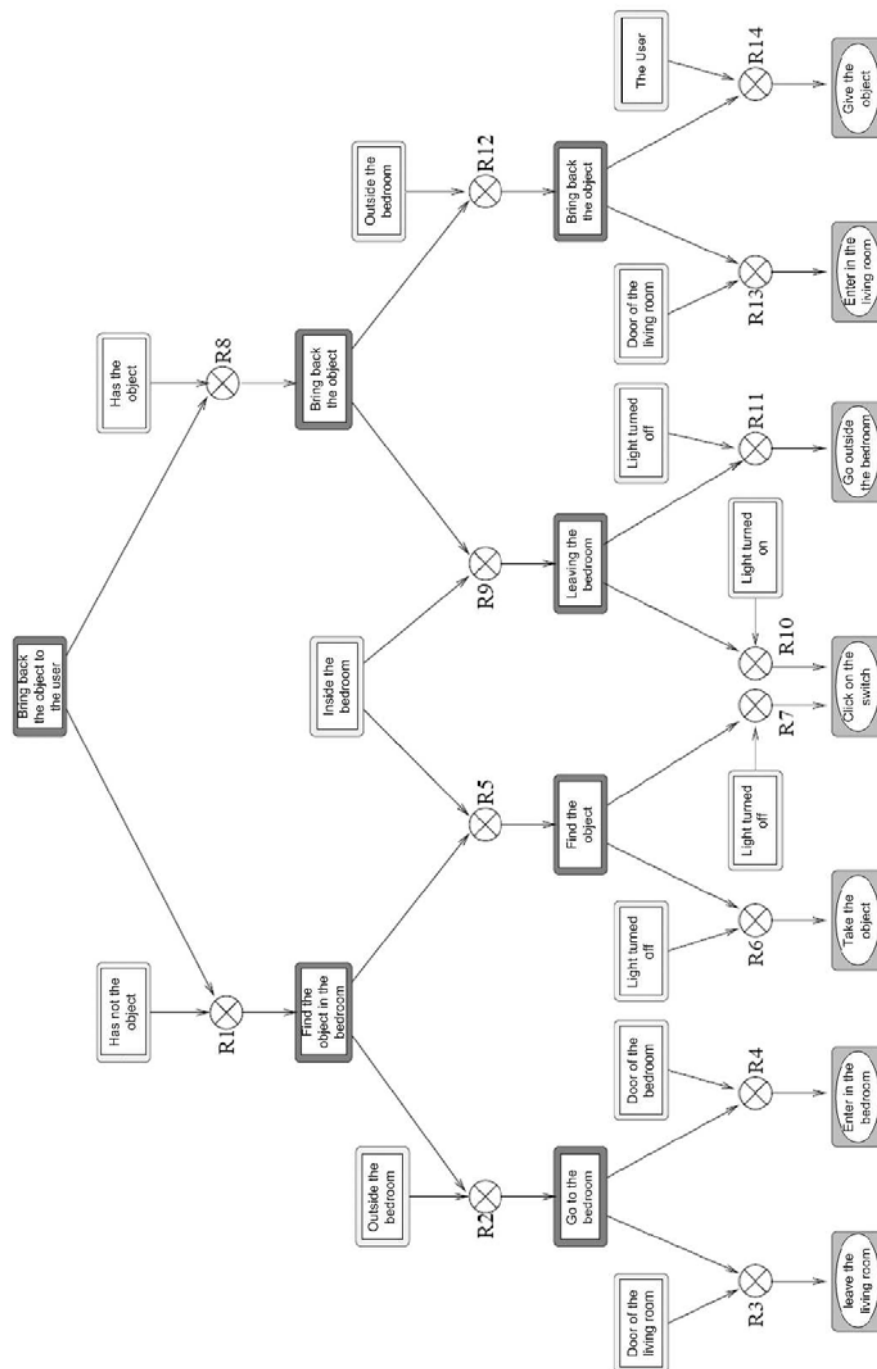 Bring back
the object to
the user
Has not the
object
R1
Has the
object
R8
Find the
object in the
bedroom
Bring back
the object
Outside the
bedroom
Inside the
bedroom
Outside the
bedroom
R2
R5
R9
R12
Go to the
bedroom
Find the
object
Leaving the
bedroom
Bring back
the object
Door of the
living room
Door of the
bedroom
Light turned
off
Light turned
off
Door of the
living room
The User
R3
R4
R6
Light turned
off
R7
R10
Light turned
on
R11
R13
R14
leave the
living room
Enter in the
bedroom
Take the
object
Click on the
switch
Go outside
the bedroom
Enter in the
living room
Give the
object